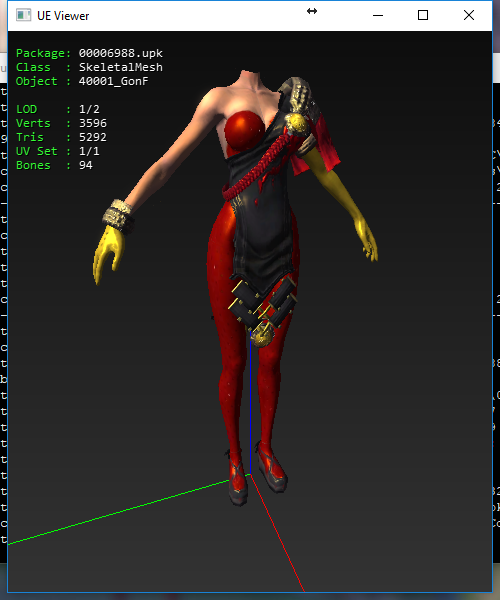 UE Viewer
Package: 00006988.upk
Class : SkeletalMesh
Object : 40001_GonF
LOD : 1/2
Verts : 3596
Tris : 5292
UV Set : 1/1
Bones : 94